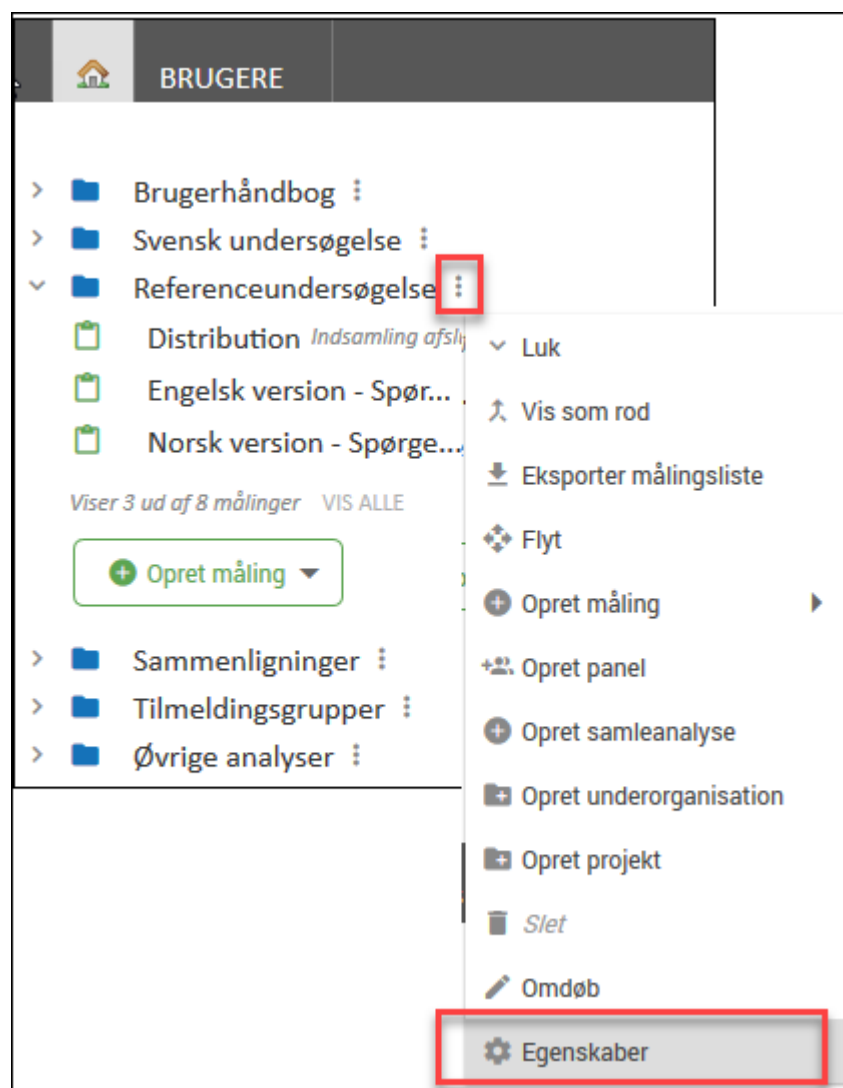 BRUGERE
Brugerhåndbog
Svensk undersøgelse
Referenceundersøgelse
Distribution Indsamling
Engelsk version - Spør...
Norsk version - Spørge...
Viser 3 ud af 8 målinger VIS ALLE
Opret måling
Sammenligninger
Tilmeldingsgrupper
Øvrige analyser
Luk
Vis som rod
Eksporter målingsliste
Flyt
Opret måling
Opret panel
Opret samleanalyse
Opret underorganisation
Opret projekt
Slet
Omdøb
Egenskaber